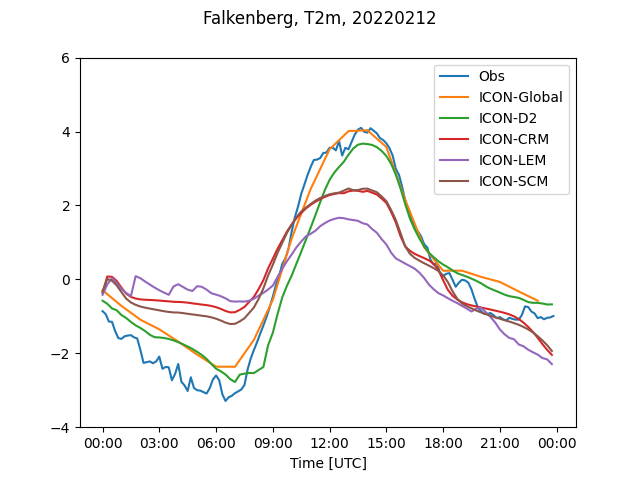 Falkenberg, T2m, 20220212
6
4
2
0
−2
−4
Obs
ICON-Global
ICON-D2
ICON-CRM
ICON-LEM
ICON-SCM
00:00 03:00 06:00 09:00 12:00 15:00 18:00 21:00 00:00
Time [UTC]